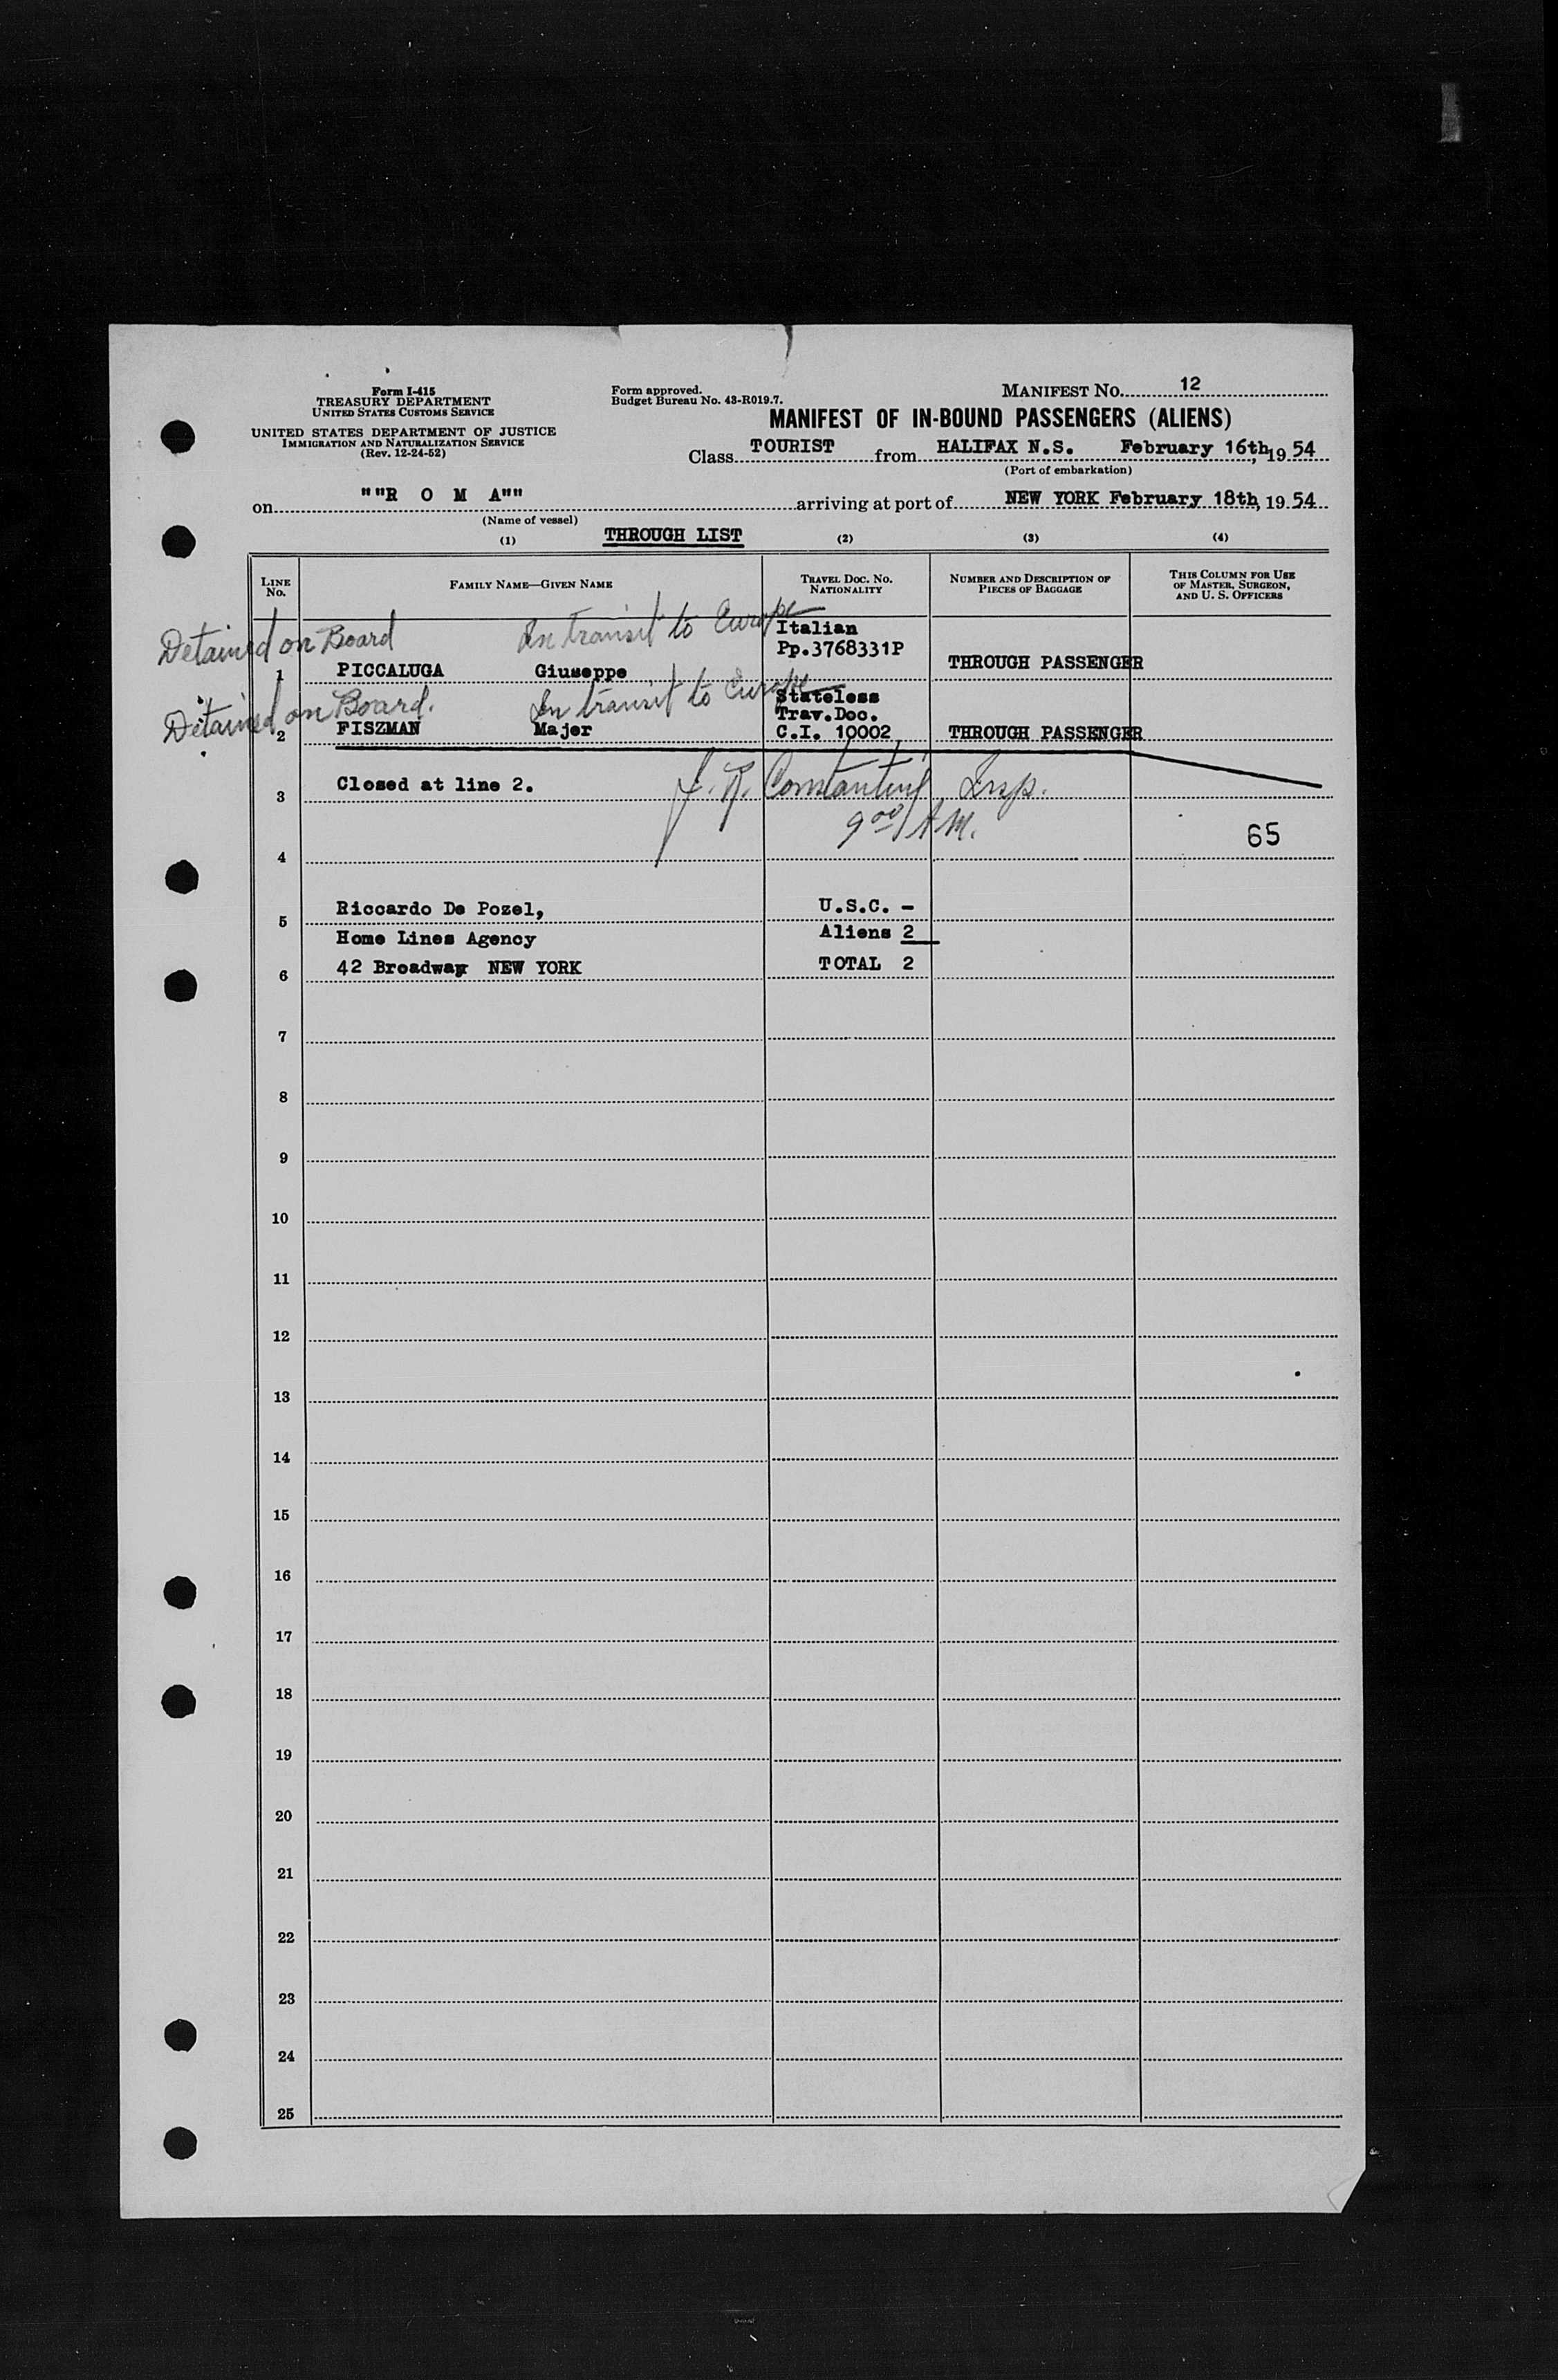 Form I-415
TREASURY DEPARTMENT
UNITED STATES CUSTOMS SERVICE
UNITED STATES DEPARTMENT OF JUSTICE
IMMIGRATION AND NATURALIZATION SERVICE
(Rev. 12-24-52)
Form approved.
Budget Bureau No. 43-R019.7.
MANIFEST NO. 12
MANIFEST OF IN-BOUND PASSENGERS (ALIENS)
Class TOURIST from HALIFAX N.S. February 16th, 19 54
(Port of embarkation)
on ""R O M A"" arriving at port of NEW YORK February 18th, 19 54
(Name of vessel)
THROUGH LIST
(1) (2) (3) (4)
LINE NO.
FAMILY NAME—GIVEN NAME
TRAVEL DOC. NO. NATIONALITY
NUMBER AND DESCRIPTION OF PIECES OF BAGGAGE
THIS COLUMN FOR USE OF MASTER, SURGEON, AND U. S. OFFICERS
Detained on Board In transit to Europe
Italian
Pp.3768331P
1 PICCALUGA Giuseppe THROUGH PASSENGER
Detained on Board. In transit to Europe
Stateless
Trav.Doc.
2 FISZMAN Majer C.I. 10002 THROUGH PASSENGER
3 Closed at line 2. Insp.
9 00 AM.
65
4
Riccardo De Pozel, U.S.C. -
5
Home Lines Agency Aliens 2
6 42 Broadway NEW YORK TOTAL 2
7
8
9
10
11
12
13
14
15
16
17
18
19
20
21
22
23
24
25